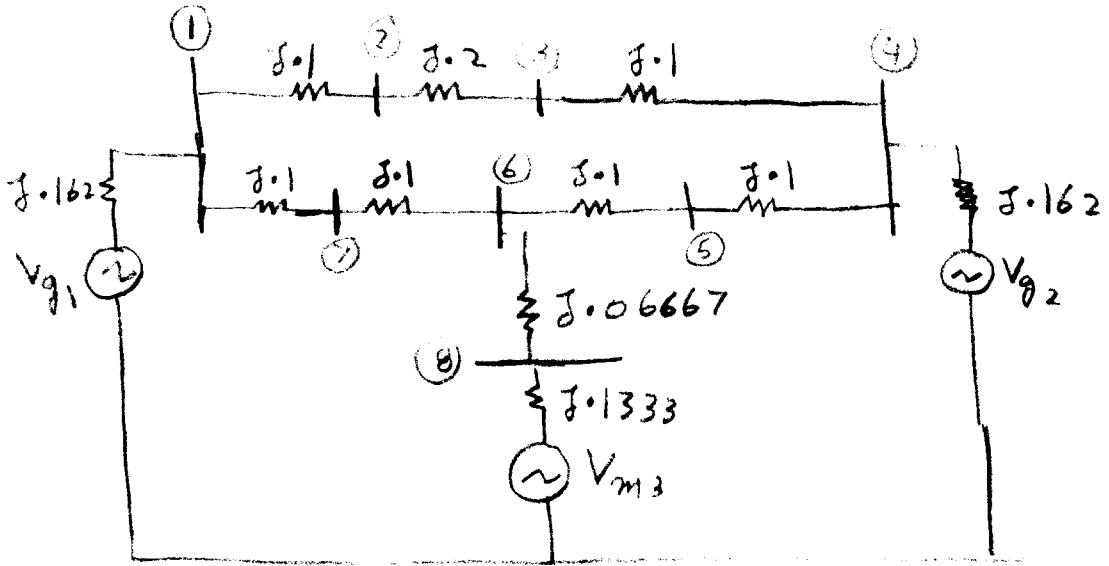 ① ② ③ ④
J.1 J.2 J.1
J.162 J.1 J.1 ⑥ J.1 J.1 J.162
⑦ ⑤
Vg1 Vg2
J.06667
⑧
J.1333
Vm3